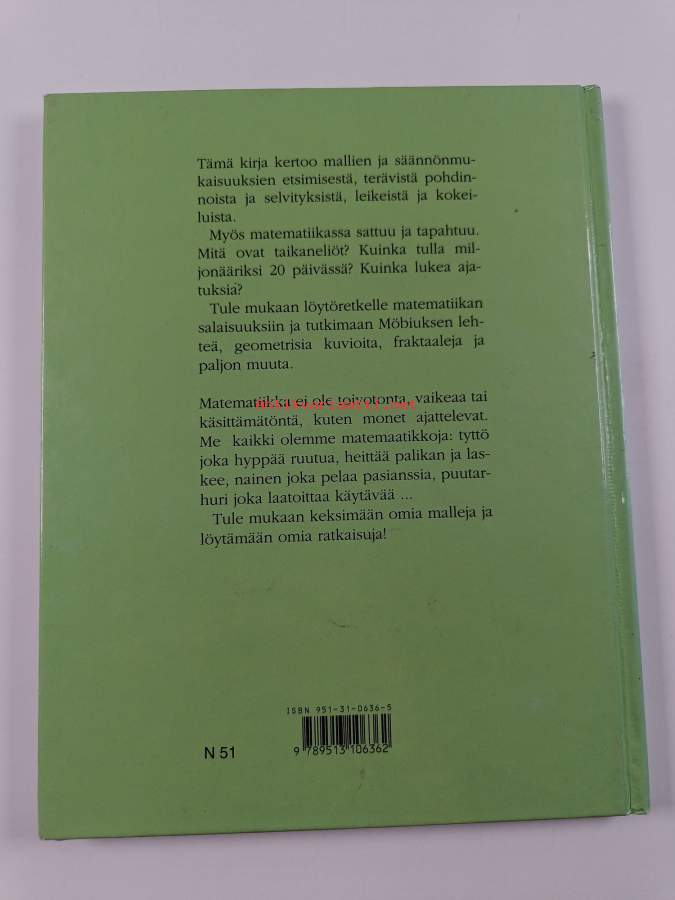 Tämä kirja kertoo mallien ja säännönmu-
kaisuuksien etsimisestä, terävistä pohdin-
noista ja selvityksistä, leikeistä ja kokei-
luista.
Myös matematiikassa sattuu ja tapahtuu.
Mitä ovat taikaneliöt? Kuinka tulla mil-
jonääriksi 20 päivässä? Kuinka lukea aja-
tuksia?
Tule mukaan löytöretkelle matematiikan
salaisuuksiin ja tutkimaan Möbiuksen leh-
teä, geometrisia kuvioita, fraktaaleja ja
paljon muuta.
Matematiikka ei ole toivotonta, vaikeaa tai
käsittämätöntä, kuten monet ajattelevat.
Me kaikki olemme matemaatikkoja: tyttö
joka hyppää ruutua, heittää palikan ja las-
kee, nainen joka pelaa pasianssia, puutar-
huri joka laatoittaa käytävää ...
Tule mukaan keksimään omia malleja ja
löytämään omia ratkaisuja!
ISBN 951-31-0636-5
N 51
9 789513 106362